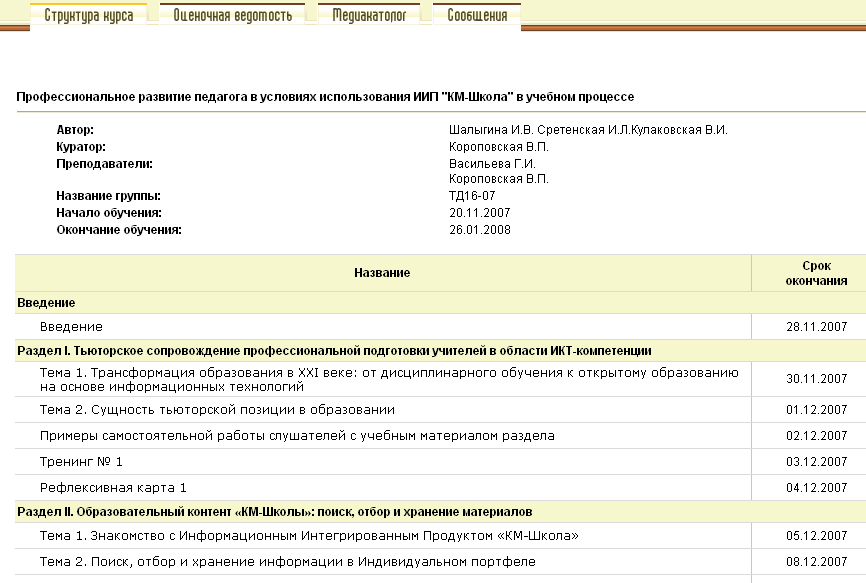 Структура курса
Оценочная ведомость
Медиакатолог
Сообщения
Профессиональное развитие педагога в условиях использования ИИП "КМ-Школа" в учебном процессе
Автор: Шалыгина И.В. Сретенская И.Л.Кулаковская В.И.
Куратор: Короповская В.П.
Преподаватели: Васильева Г.И.
Короповская В.П.
Название группы: ТД16-07
Начало обучения: 20.11.2007
Окончание обучения: 26.01.2008
Название Срок
окончания
Введение
Введение 28.11.2007
Раздел I. Тьюторское сопровождение профессиональной подготовки учителей в области ИКТ-компетенции
Тема 1. Трансформация образования в XXI веке: от дисциплинарного обучения к открытому образованию
на основе информационных технологий 30.11.2007
Тема 2. Сущность тьюторской позиции в образовании 01.12.2007
Примеры самостоятельной работы слушателей с учебным материалом раздела 02.12.2007
Тренинг № 1 03.12.2007
Рефлексивная карта 1 04.12.2007
Раздел II. Образовательный контент «КМ-Школы»: поиск, отбор и хранение материалов
Тема 1. Знакомство с Информационным Интегрированным Продуктом «КМ-Школа» 05.12.2007
Тема 2. Поиск, отбор и хранение информации в Индивидуальном портфеле 08.12.2007